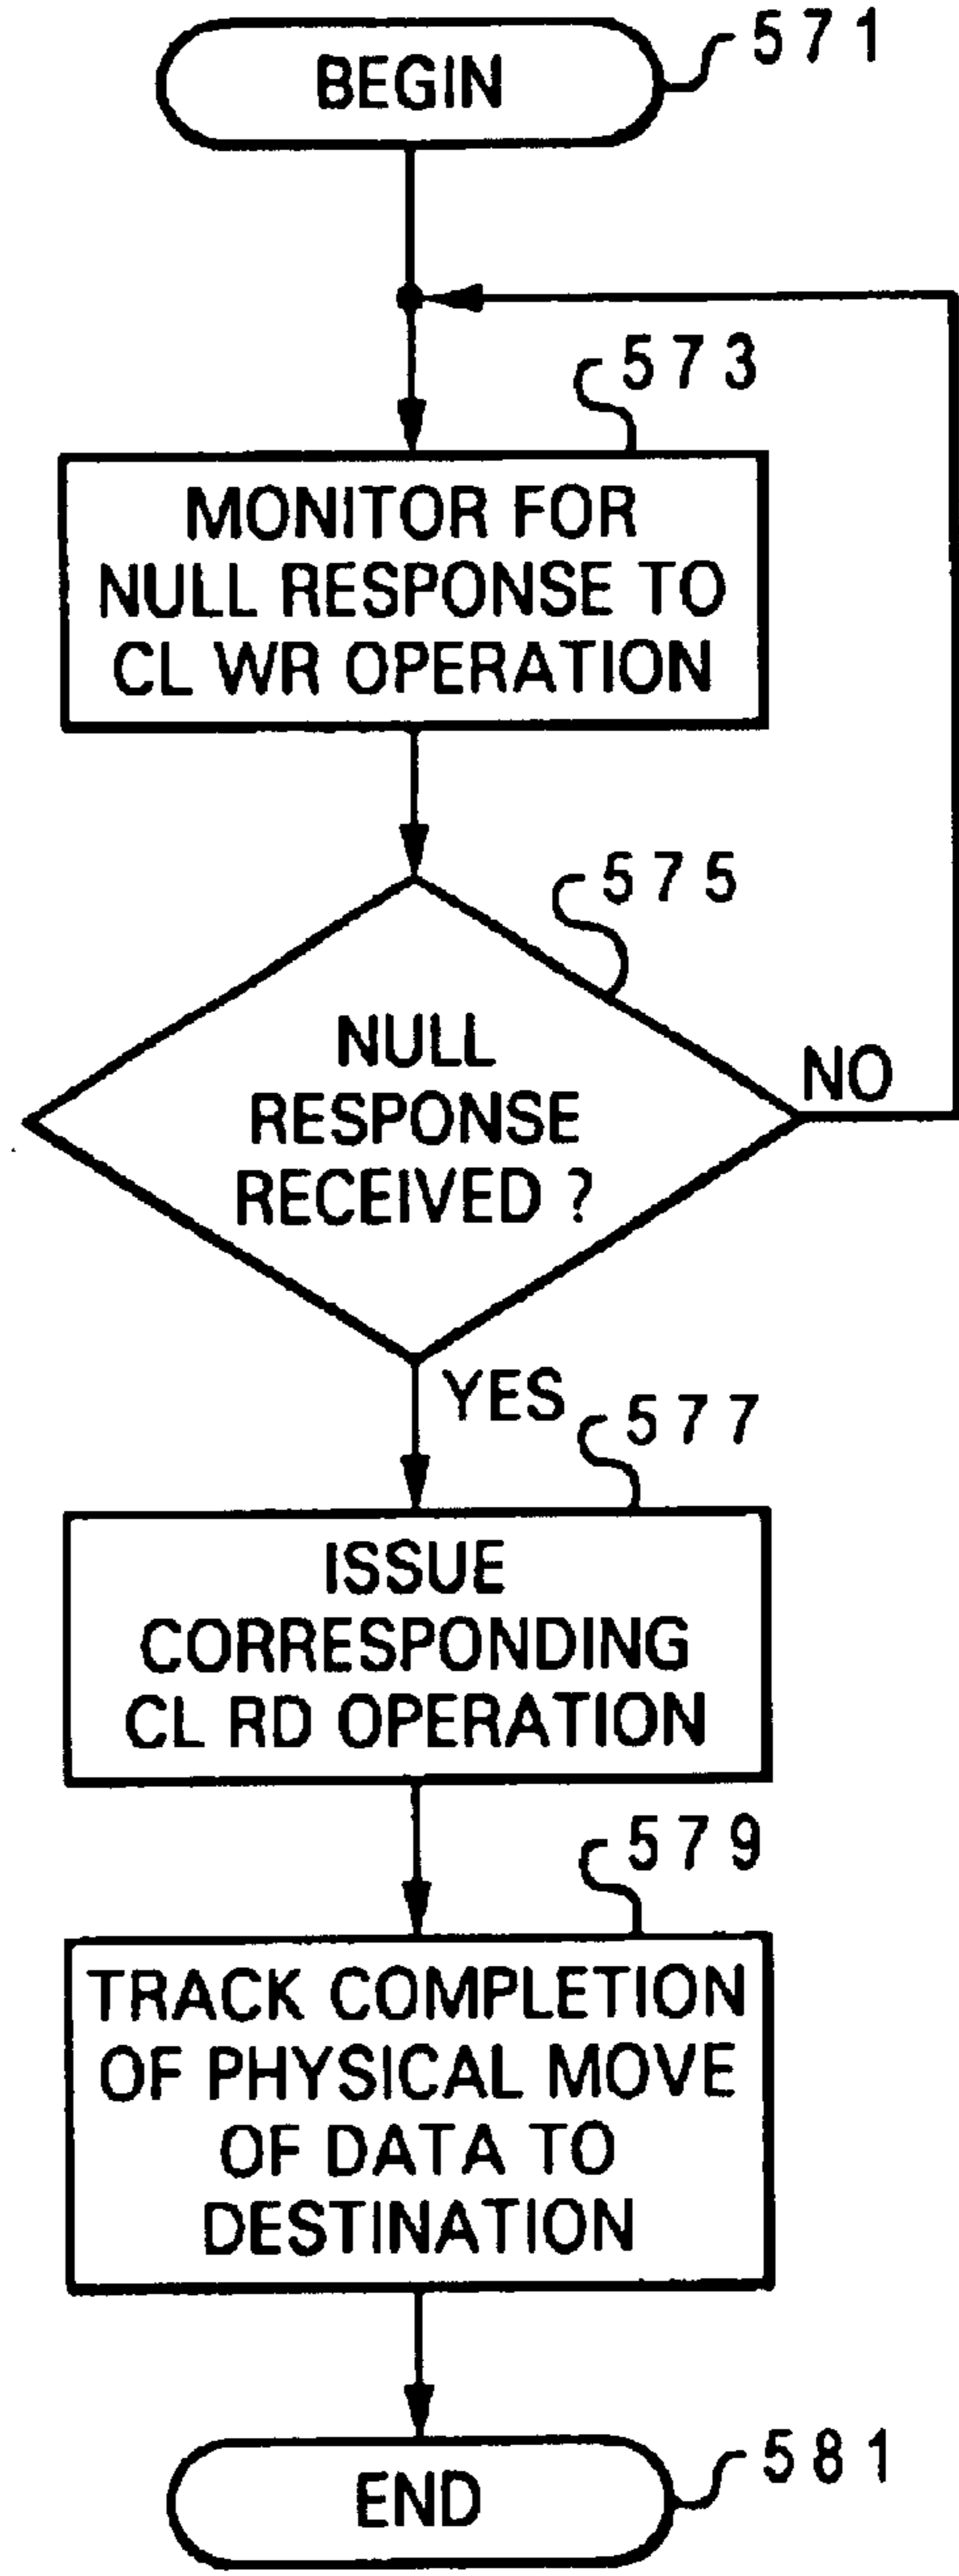 BEGIN
571
573
MONITOR FOR
NULL RESPONSE TO
CL WR OPERATION
575
NULL
RESPONSE
RECEIVED ?
NO
YES
577
ISSUE
CORRESPONDING
CL RD OPERATION
579
TRACK COMPLETION
OF PHYSICAL MOVE
OF DATA TO
DESTINATION
END
581